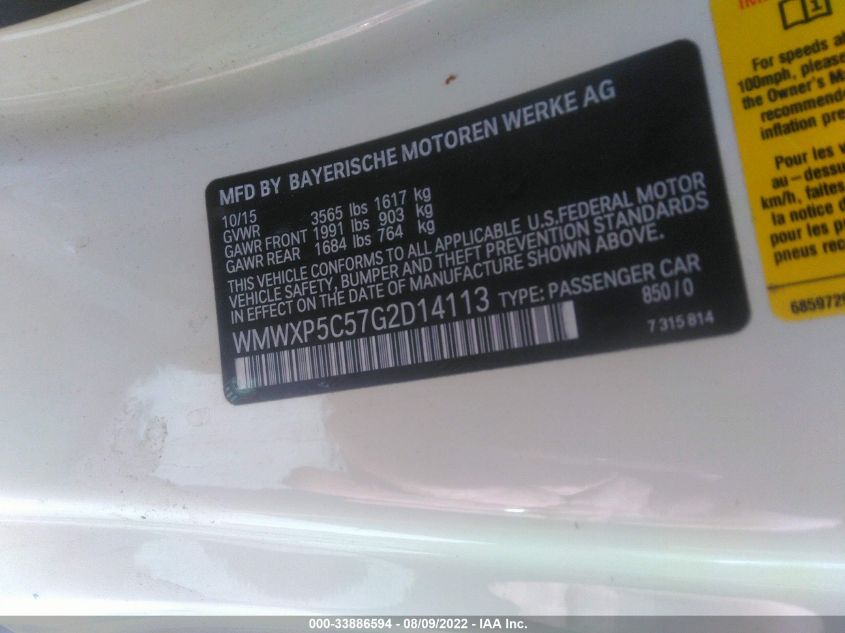 MFD BY BAYERISCHE MOTOREN WERKE AG
10/15
GVWR 3565 lbs 1617 kg
GAWR FRONT 1991 lbs 903 kg
GAWR REAR 1684 lbs 764 kg
THIS VEHICLE CONFORMS TO ALL APPLICABLE U.S.FEDERAL MOTOR
VEHICLE SAFETY, BUMPER AND THEFT PREVENTION STANDARDS
IN EFFECT ON THE DATE OF MANUFACTURE SHOWN ABOVE.
WMWXP5C57G2D14113 TYPE: PASSENGER CAR
850/0
7 315 814
For speeds
100mph, please
the Owner's
inflation
Pour les
au-dessu
km/h, faites
la notice
pour les
pneus
6859729
000-33886594 - 08/09/2022 - IAA Inc.